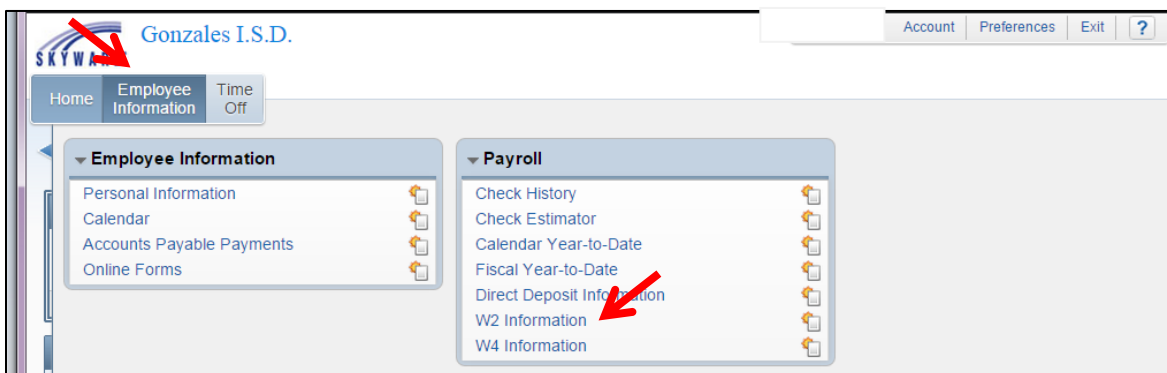 Gonzales I.S.D.
Account Preferences Exit ?
SKYWA
Home Employee Information Time Off
Employee Information
Personal Information
Calendar
Accounts Payable Payments
Online Forms
Payroll
Check History
Check Estimator
Calendar Year-to-Date
Fiscal Year-to-Date
Direct Deposit Information
W2 Information
W4 Information